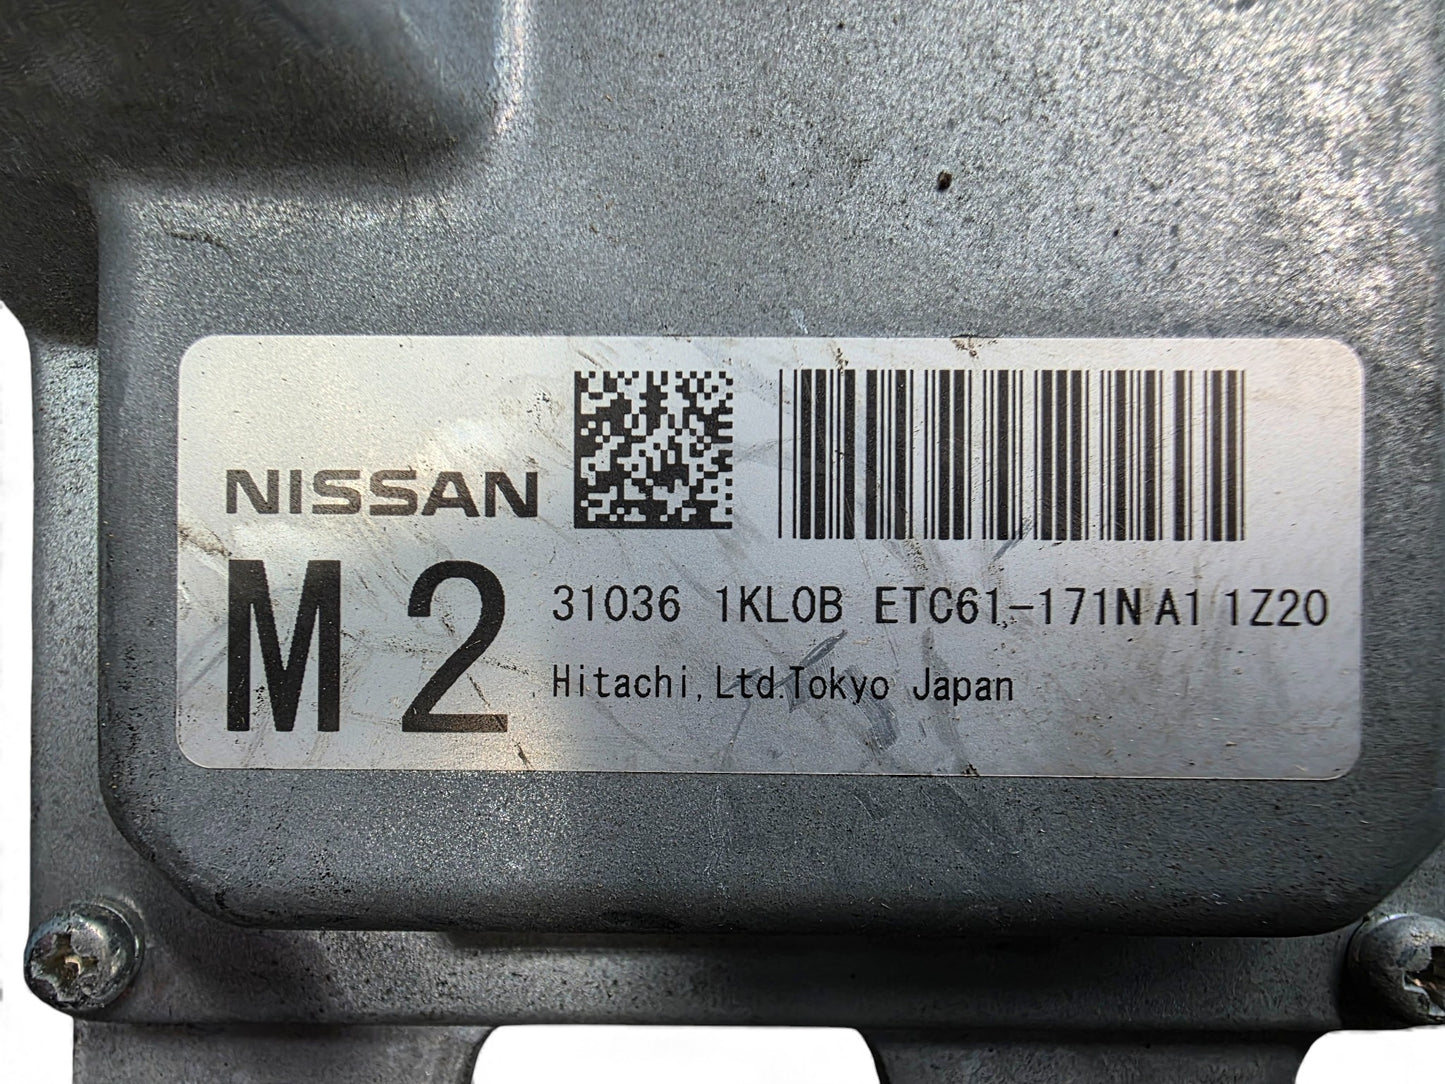 NISSAN
M2
31036 1KL0B ETC61-171N A1 1Z20
Hitachi,Ltd.Tokyo Japan